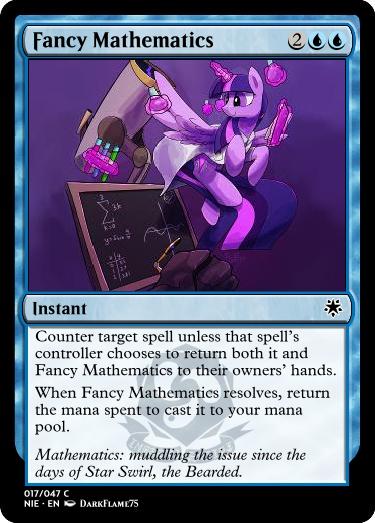 Fancy Mathematics 2
Instant
Counter target spell unless that spell's
controller chooses to return both it and
Fancy Mathematics to their owners' hands.
When Fancy Mathematics resolves, return
the mana spent to cast it to your mana
pool.
Mathematics: muddling the issue since the
days of Star Swirl, the Bearded.
017/047 C
NIE • EN DarkFlame75